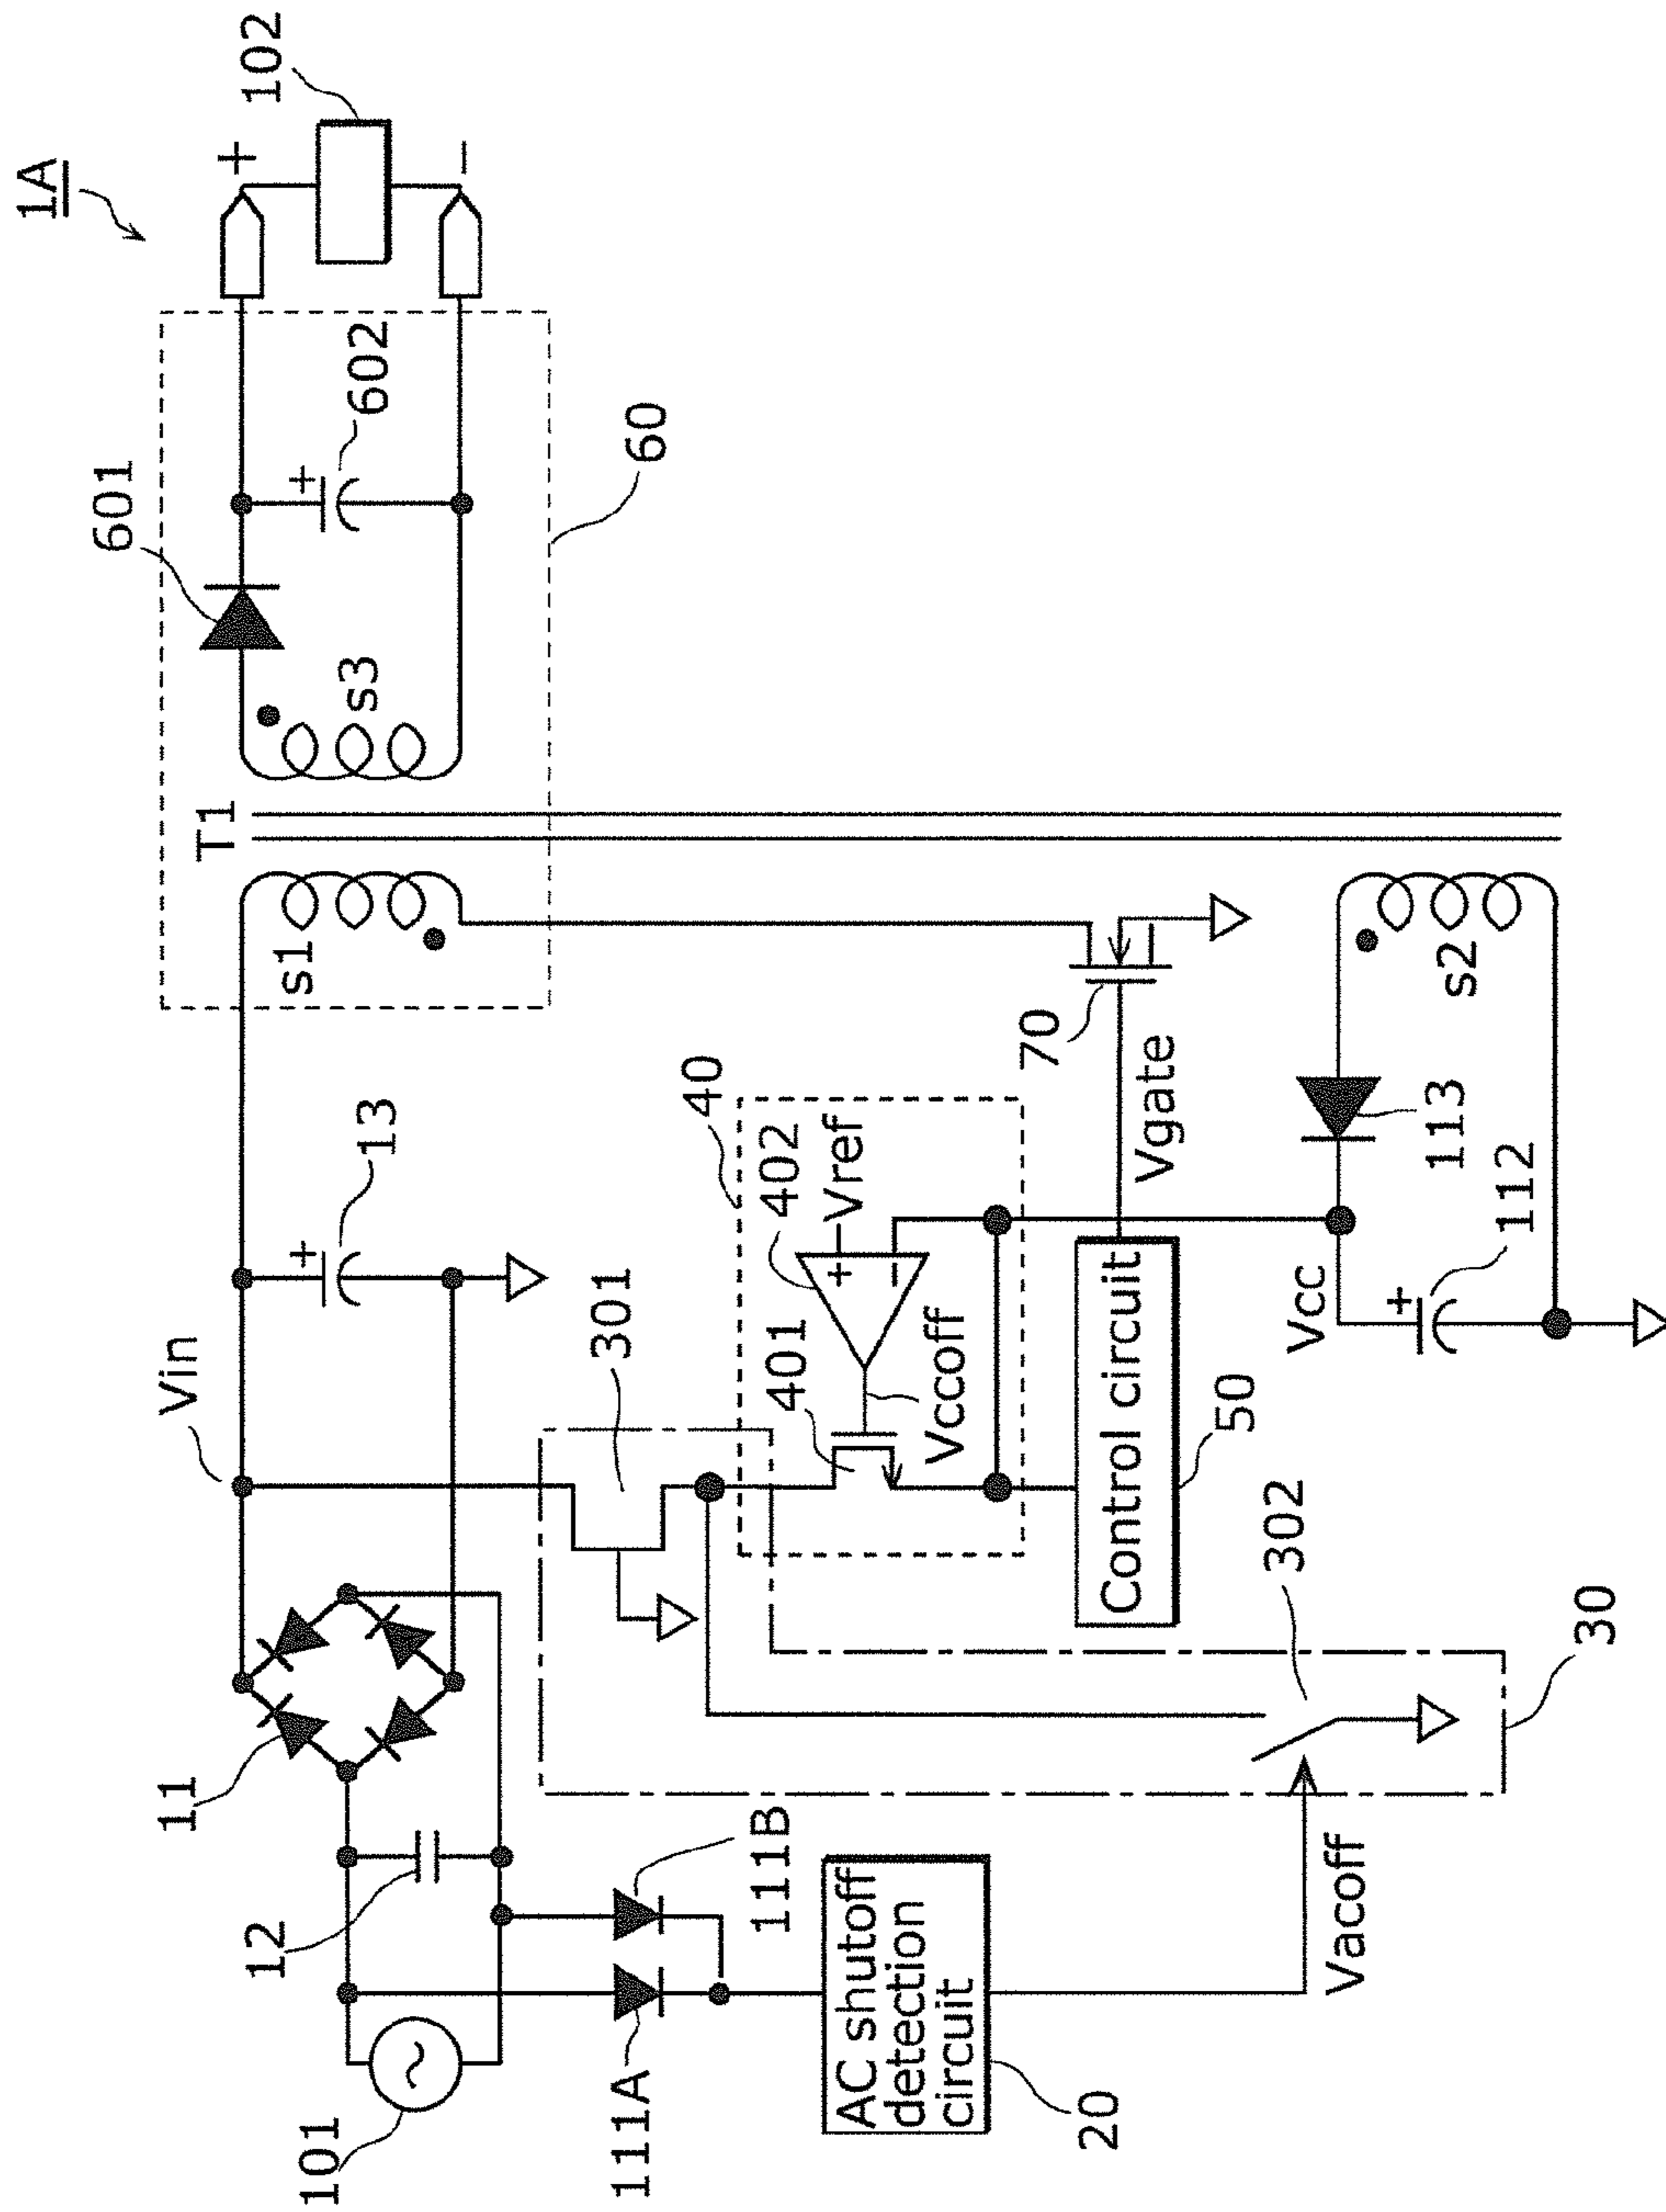 1A
102
+
−
601
602
60
T1
s3
s1
Vin
13
11
12
101
301
40
402
+
Vref
−
401
Vccoff
70
Vgate
111A
111B
AC shutoff
detection
circuit
20
Vacoff
302
30
Control circuit
50
Vcc
+
112
113
s2
+
+